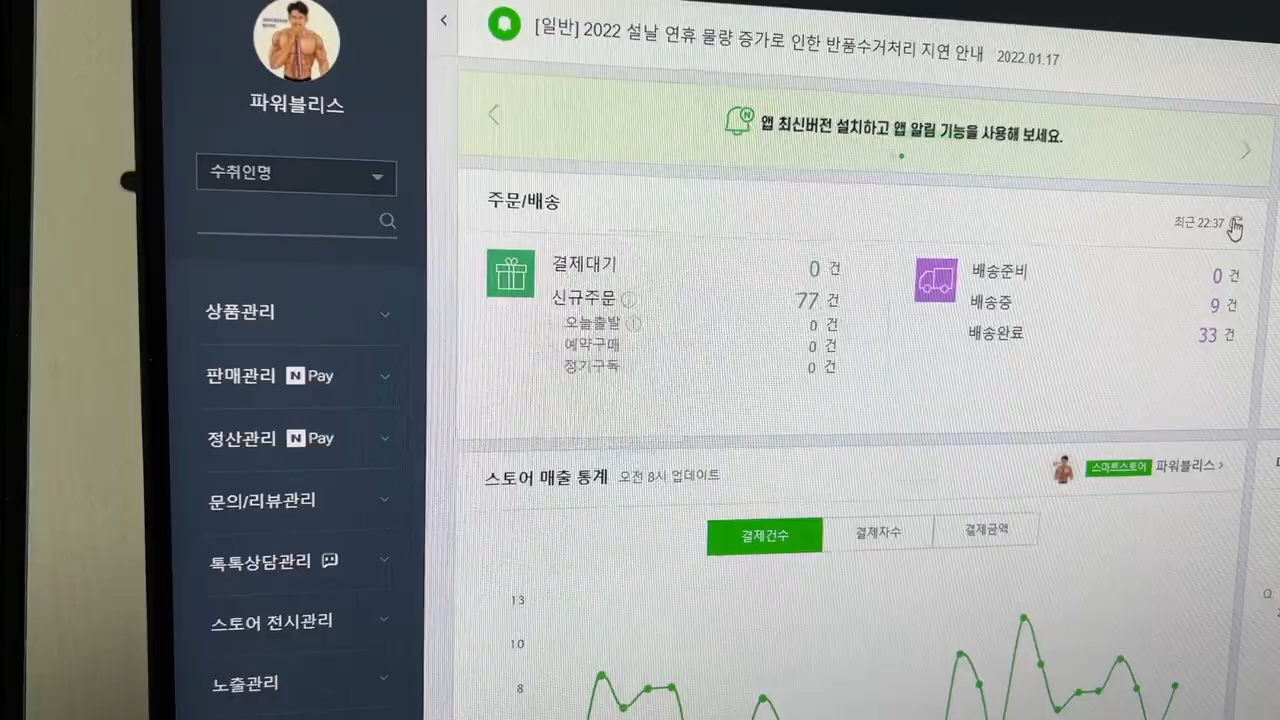 [일반] 2022 설날 연휴 물량 증가로 인한 반품수거처리 지연 안내 2022.01.17
앱 최신버전 설치하고 앱 알림 기능을 사용해 보세요.
파워블리스
수취인명
상품관리
판매관리 N Pay
정산관리 N Pay
문의/리뷰관리
톡톡상담관리
스토어 전시관리
노출관리
주문/배송
최근 22:37
결제대기 0 건
신규주문 77 건
오늘출발 0 건
예약구매 0 건
정기구독 0 건
배송준비 0 건
배송중 9 건
배송완료 33 건
스토어 매출 통계 오전 8시 업데이트
스마트스토어 파워블리스 >
결제건수 결제자수 결제금액
13
10
8